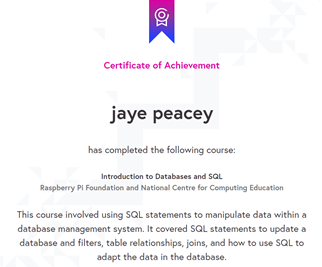 Certificate of Achievement
jaye peacey
has completed the following course:
Introduction to Databases and SQL
Raspberry Pi Foundation and National Centre for Computing Education
This course involved using SQL statements to manipulate data within a
database management system. It covered SQL statements to update a
database and filters, table relationships, joins, and how to use SQL to
adapt the data in the database.